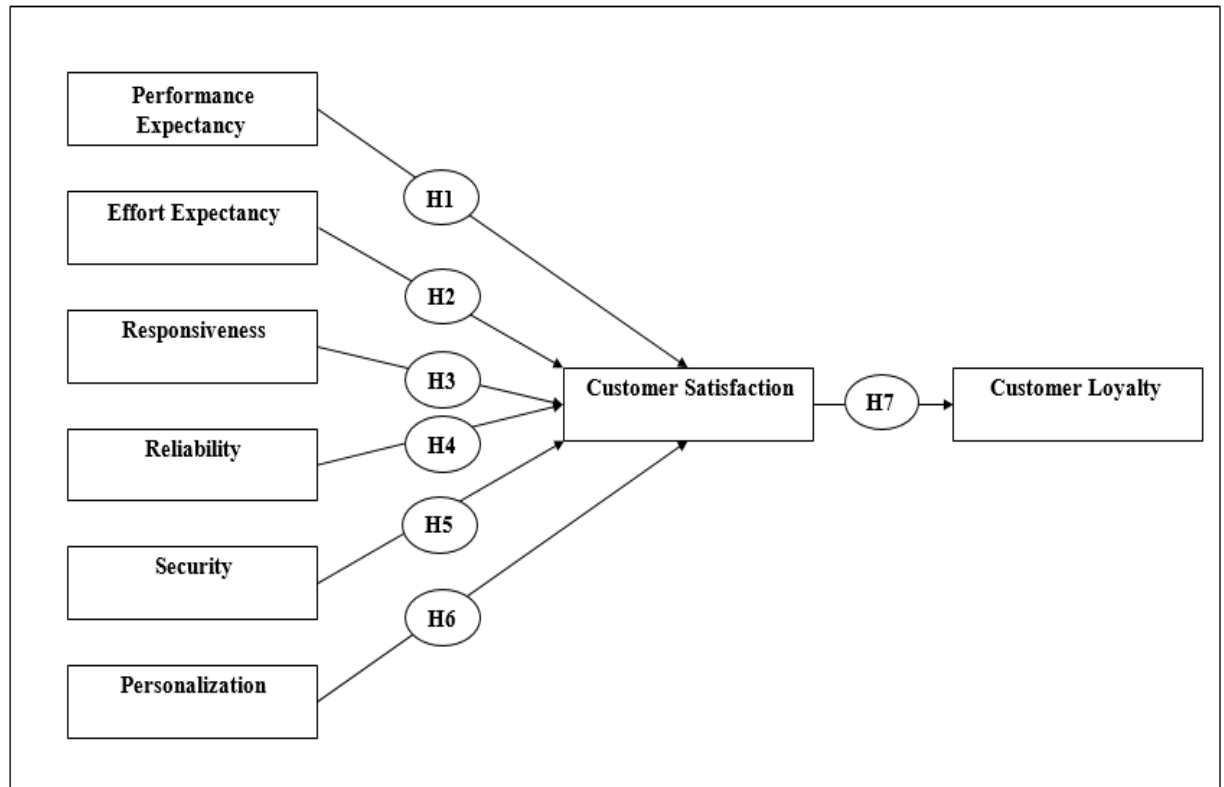 Performance
Expectancy
H1
Effort Expectancy
H2
Responsiveness
H3
Customer Satisfaction
H7
Customer Loyalty
H4
Reliability
H5
Security
H6
Personalization